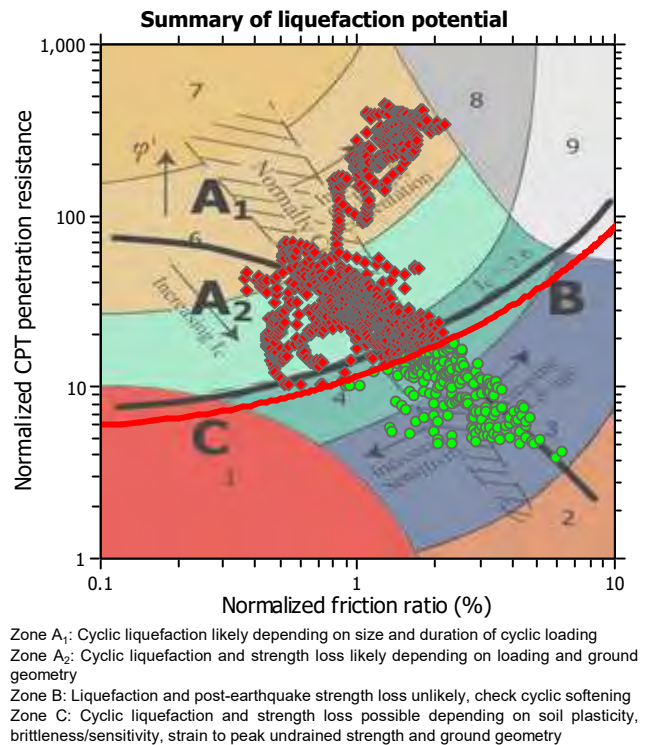 Summary of liquefaction potential
1,000
7
8
φ'
9
Normally
A₁
100
6
A₂
Increasing Ic
Ic = 2.6
B
Normalized CPT penetration resistance
10
4
C
3
1
2
1
0.1
1
10
Normalized friction ratio (%)
Zone A₁: Cyclic liquefaction likely depending on size and duration of cyclic loading
Zone A₂: Cyclic liquefaction and strength loss likely depending on loading and ground
geometry
Zone B: Liquefaction and post-earthquake strength loss unlikely, check cyclic softening
Zone C: Cyclic liquefaction and strength loss possible depending on soil plasticity,
brittleness/sensitivity, strain to peak undrained strength and ground geometry